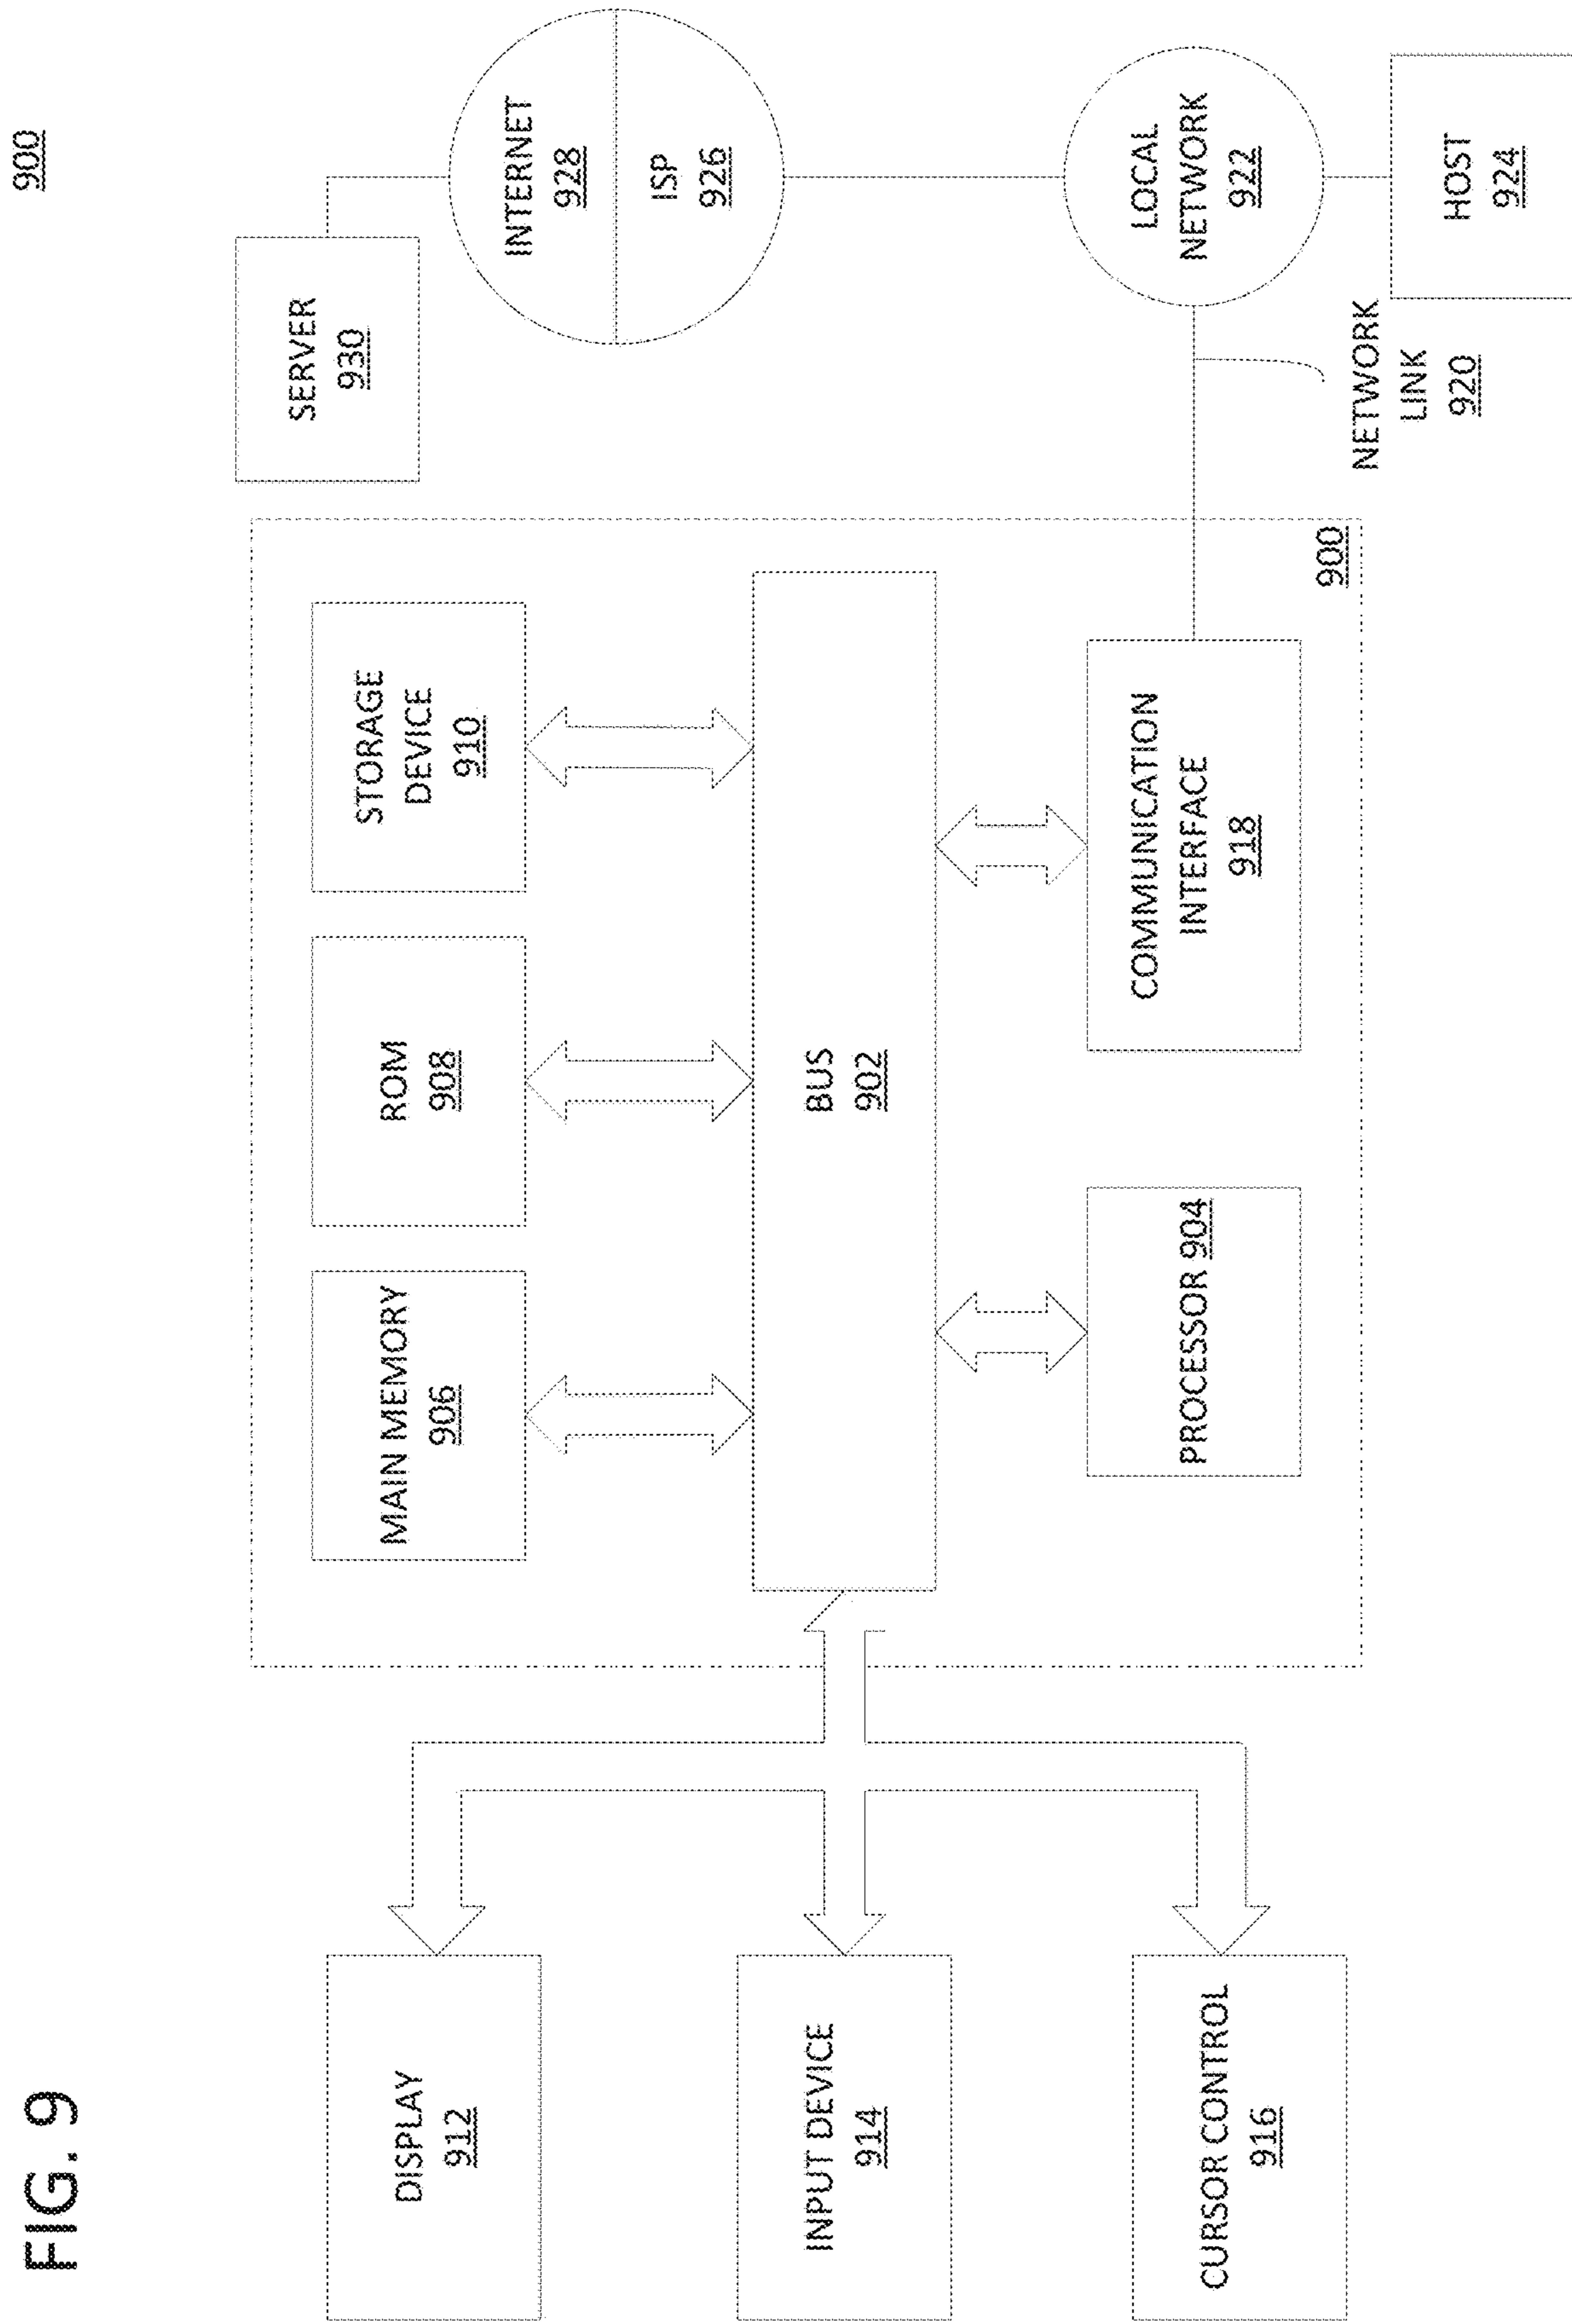 FIG. 9
900
DISPLAY
912
INPUT DEVICE
914
CURSOR CONTROL
916
MAIN MEMORY
906
ROM
908
STORAGE
DEVICE
910
BUS
902
PROCESSOR 904
COMMUNICATION
INTERFACE
918
900
SERVER
930
INTERNET
928
ISP
926
LOCAL
NETWORK
922
NETWORK
LINK
920
HOST
924